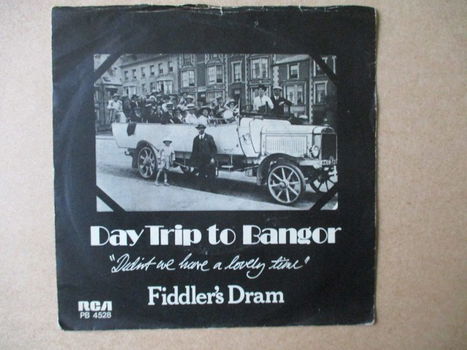 Day Trip to Bangor
"Didn't we have a lovely time"
Fiddler's Dram
RCA
PB 4528